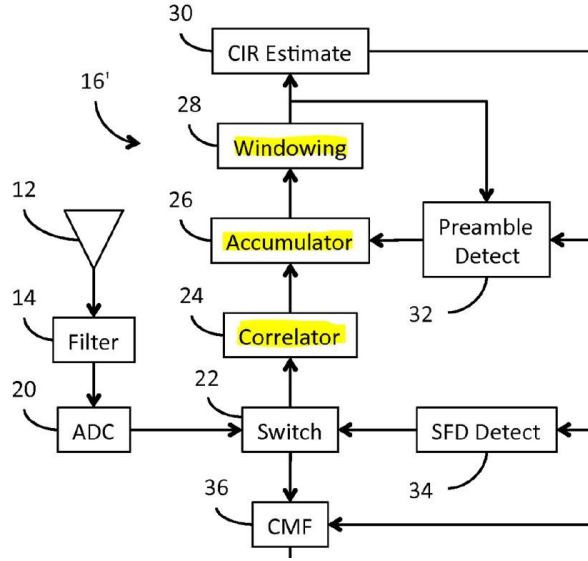 30
CIR Estimate
16'
28
Windowing
12
26
Accumulator
Preamble
Detect
32
24
Correlator
14
Filter
20
ADC
22
Switch
SFD Detect
34
36
CMF